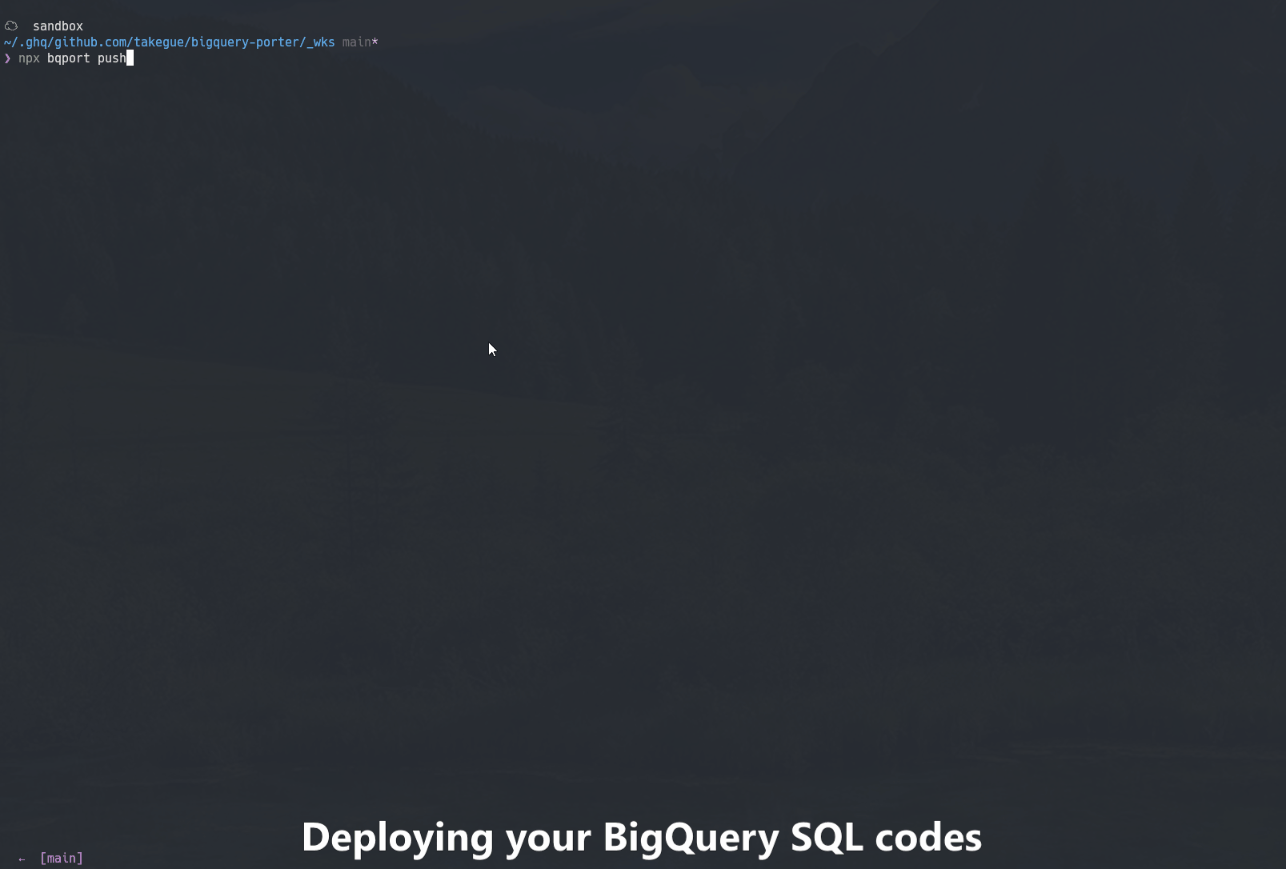 sandbox
~/.ghq/github.com/takegue/bigquery-porter/_wks main*
❯ npx bqport push
Deploying your BigQuery SQL codes
← [main]